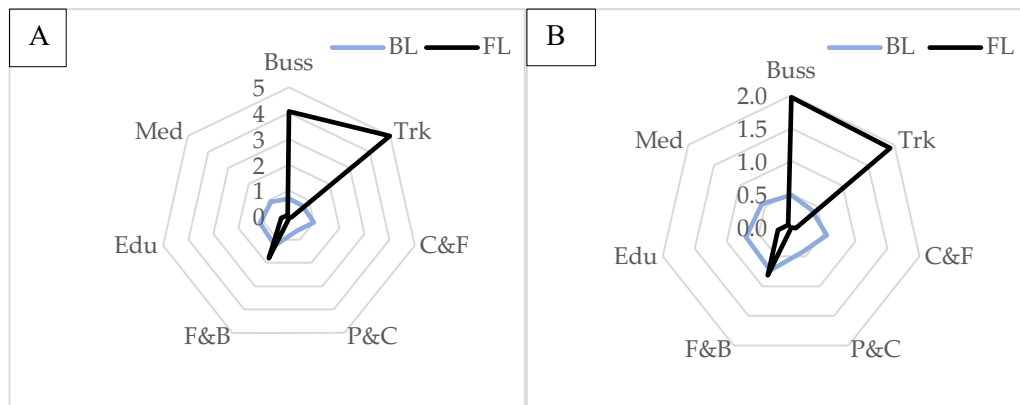 A
BL FL
Buss
5
4
3
2
1
0
Med
Trk
Edu
C&F
F&B
P&C
B
BL FL
Buss
2.0
1.5
1.0
0.5
0.0
Med
Trk
Edu
C&F
F&B
P&C